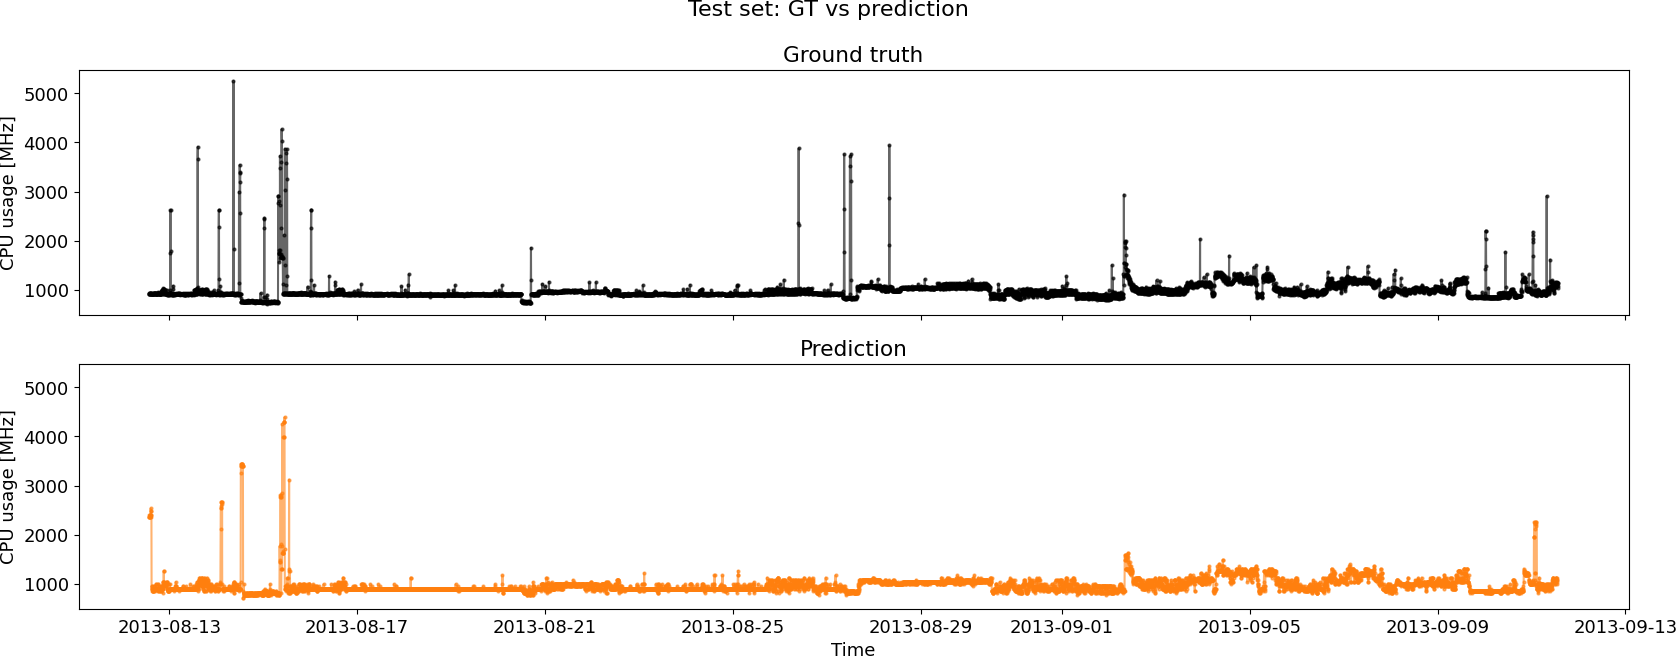 Test set: GT vs prediction
Ground truth
CPU usage [MHz]
5000
4000
3000
2000
1000
Prediction
CPU usage [MHz]
5000
4000
3000
2000
1000
2013-08-13 2013-08-17 2013-08-21 2013-08-25 2013-08-29 2013-09-01 2013-09-05 2013-09-09 2013-09-13
Time